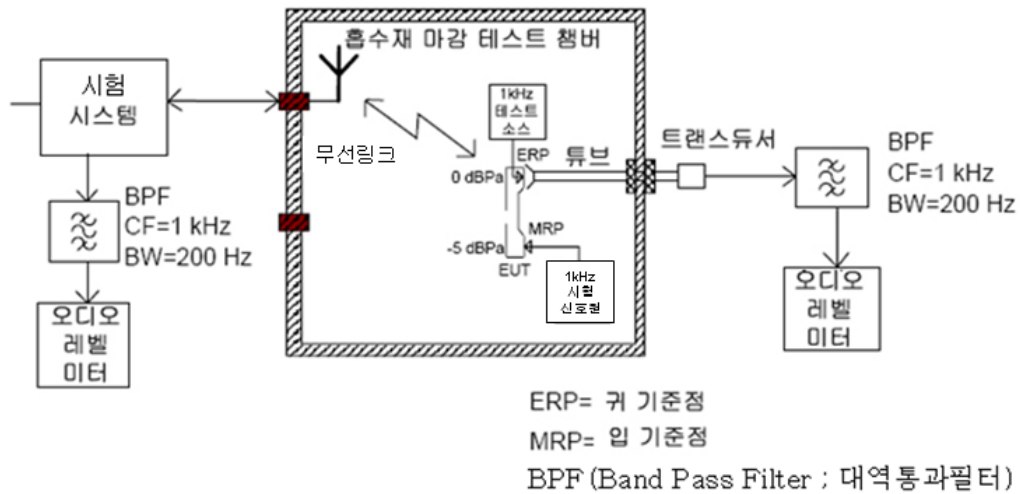 흡수재 마감 테스트 챔버
시험
시스템
무선링크
1kHz
테스트
소스
ERP
튜브
트랜스듀서
0 dBPa
BPF
CF=1 kHz
BW=200 Hz
BPF
CF=1 kHz
BW=200 Hz
MRP
-5 dBPa
EUT
1kHz
시험
신호원
오디오
레벨
미터
오디오
레벨
미터
ERP= 귀 기준점
MRP= 입 기준점
BPF(Band Pass Filter ; 대역통과필터)